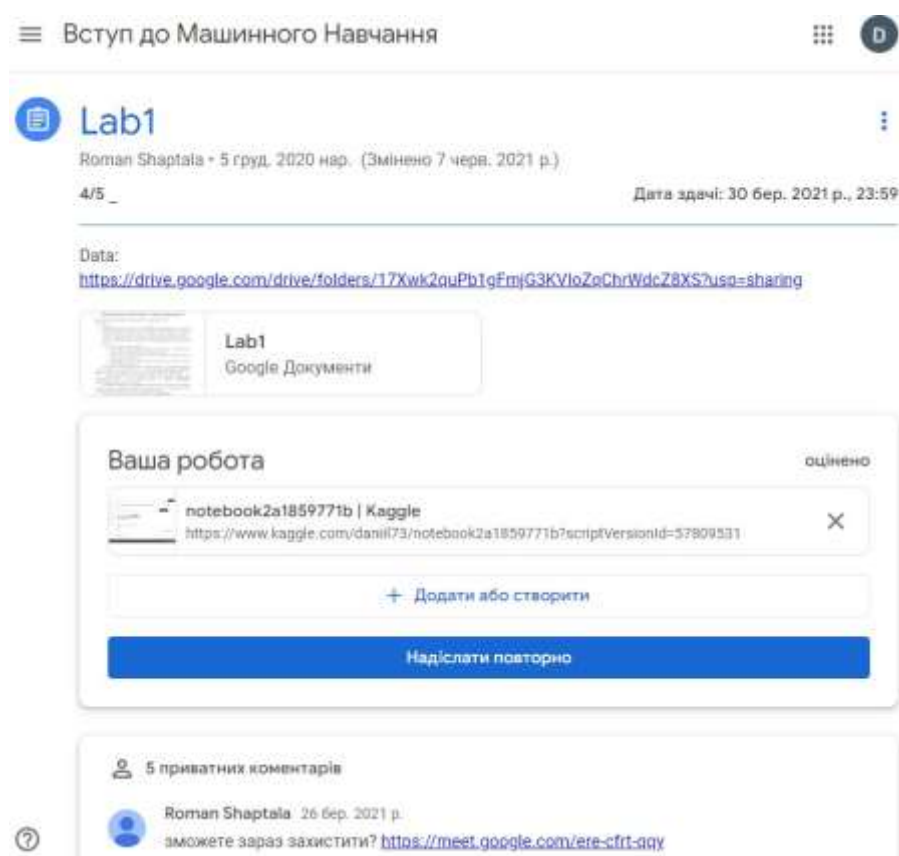 Вступ до Машинного Навчання
D
Lab1
Roman Shaptala • 5 груд. 2020 нар. (Змінено 7 черв. 2021 р.)
4/5 _
Дата здачі: 30 бер. 2021 р., 23:59
Data:
https://drive.google.com/drive/folders/17Xwk2quPb1gFmjG3KVloZqChrWdcZ8XS?usp=sharing
Lab1
Google Документи
Ваша робота
оцінено
notebook2a1859771b | Kaggle
https://www.kaggle.com/daniil73/notebook2a1859771b?scriptVersionId=57809531
+ Додати або створити
Надіслати повторно
5 приватних коментарів
Roman Shaptala 26 бер. 2021 р.
зможете зараз захистити? https://meet.google.com/ere-cfrt-qqy